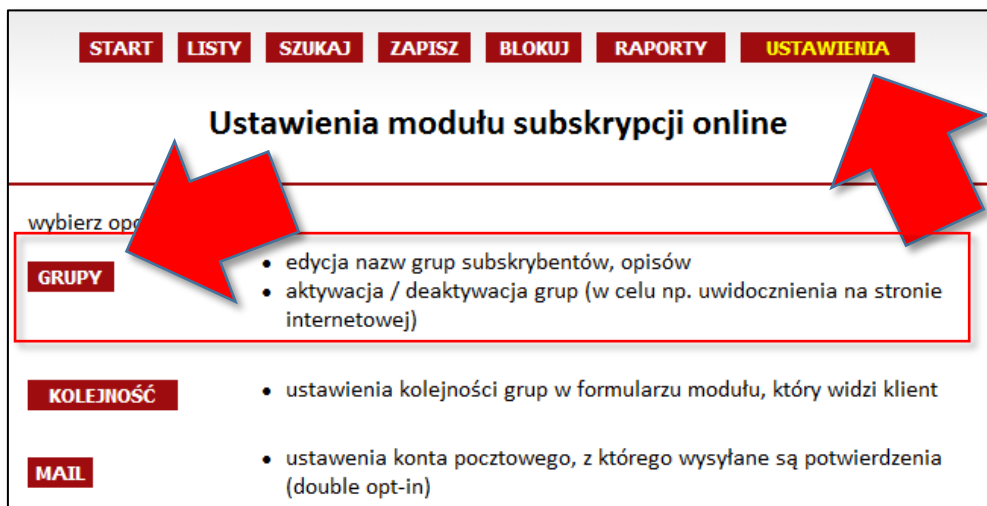 START LISTY SZUKAJ ZAPISZ BLOKUJ RAPORTY USTAWIENIA
Ustawienia modułu subskrypcji online
wybierz
GRUPY
• edycja nazw grup subskrybentów, opisów
• aktywacja / deaktywacja grup (w celu np. uwidocznienia na stronie
internetowej)
KOLEJNOŚĆ
• ustawienia kolejności grup w formularzu modułu, który widzi klient
MAIL
• ustawenia konta pocztowego, z którego wysyłane są potwierdzenia
(double opt-in)